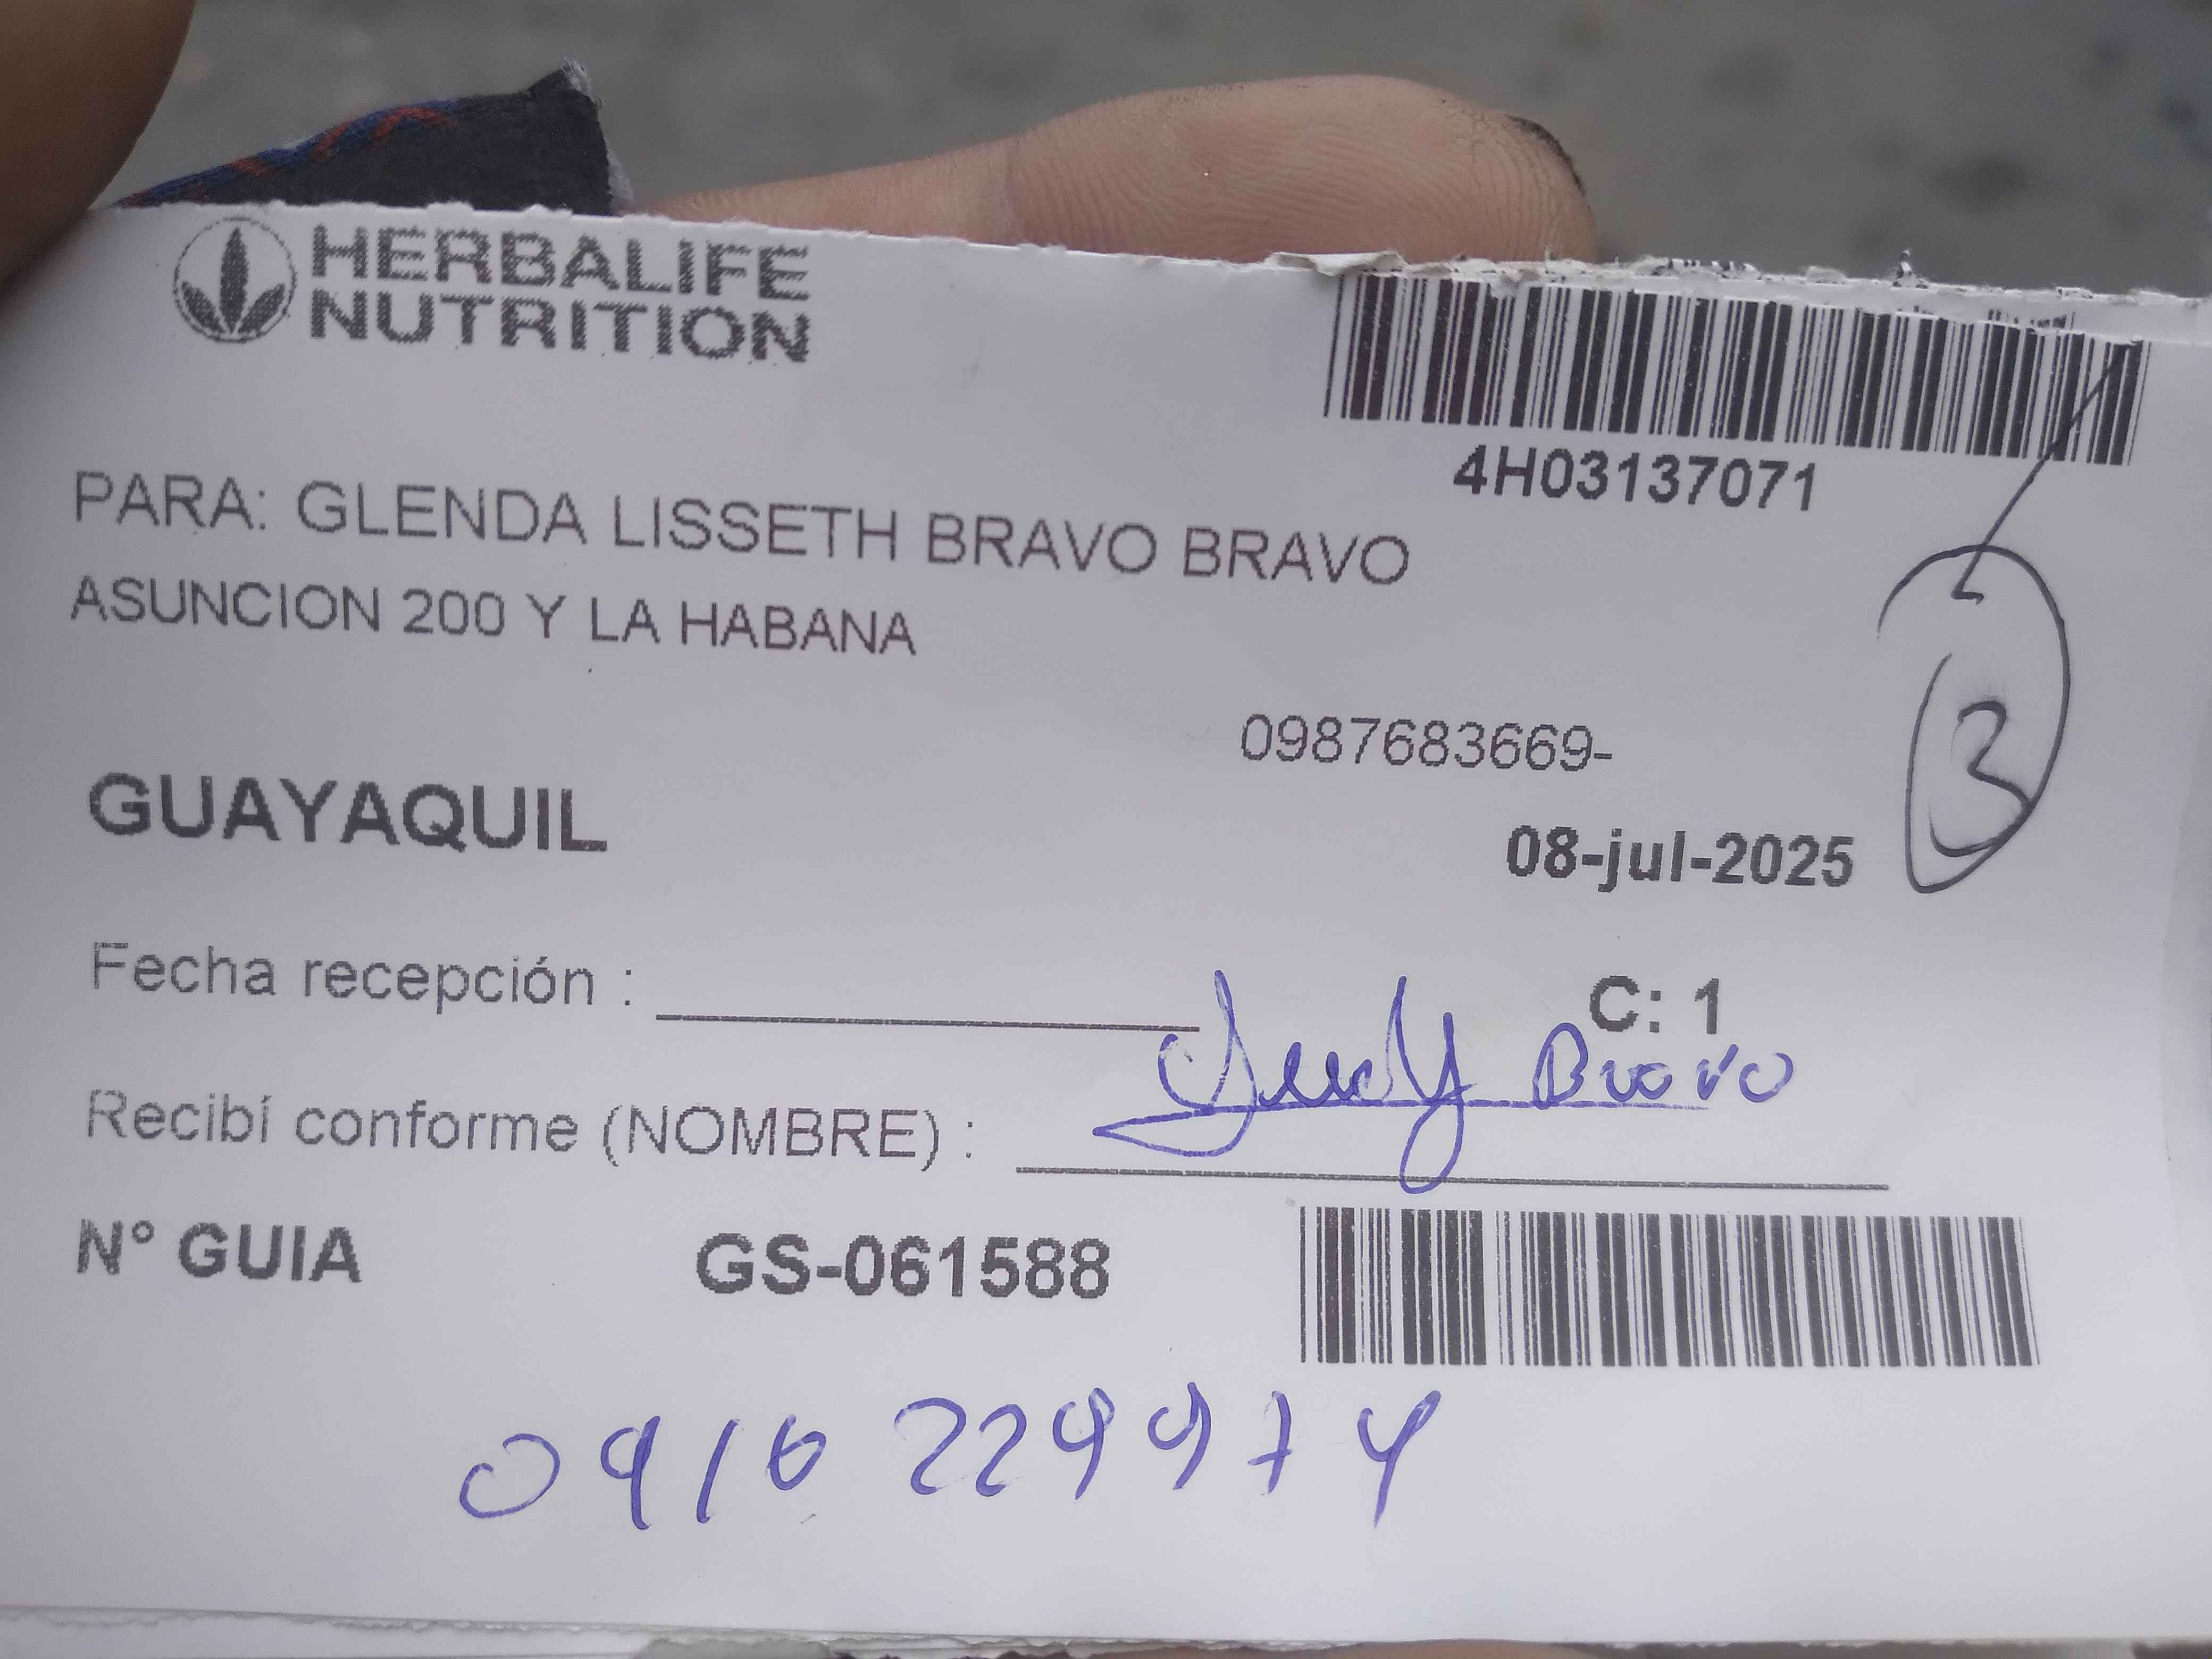 HERBALIFE
NUTRITION
4H03137071
PARA: GLENDA LISSETH BRAVO BRAVO
ASUNCION 200 Y LA HABANA
0987683669-
3
GUAYAQUIL
08-jul-2025
Fecha recepción :
C: 1
Bravo
Recibí conforme (NOMBRE) :
N° GUIA GS-061588
0916229974